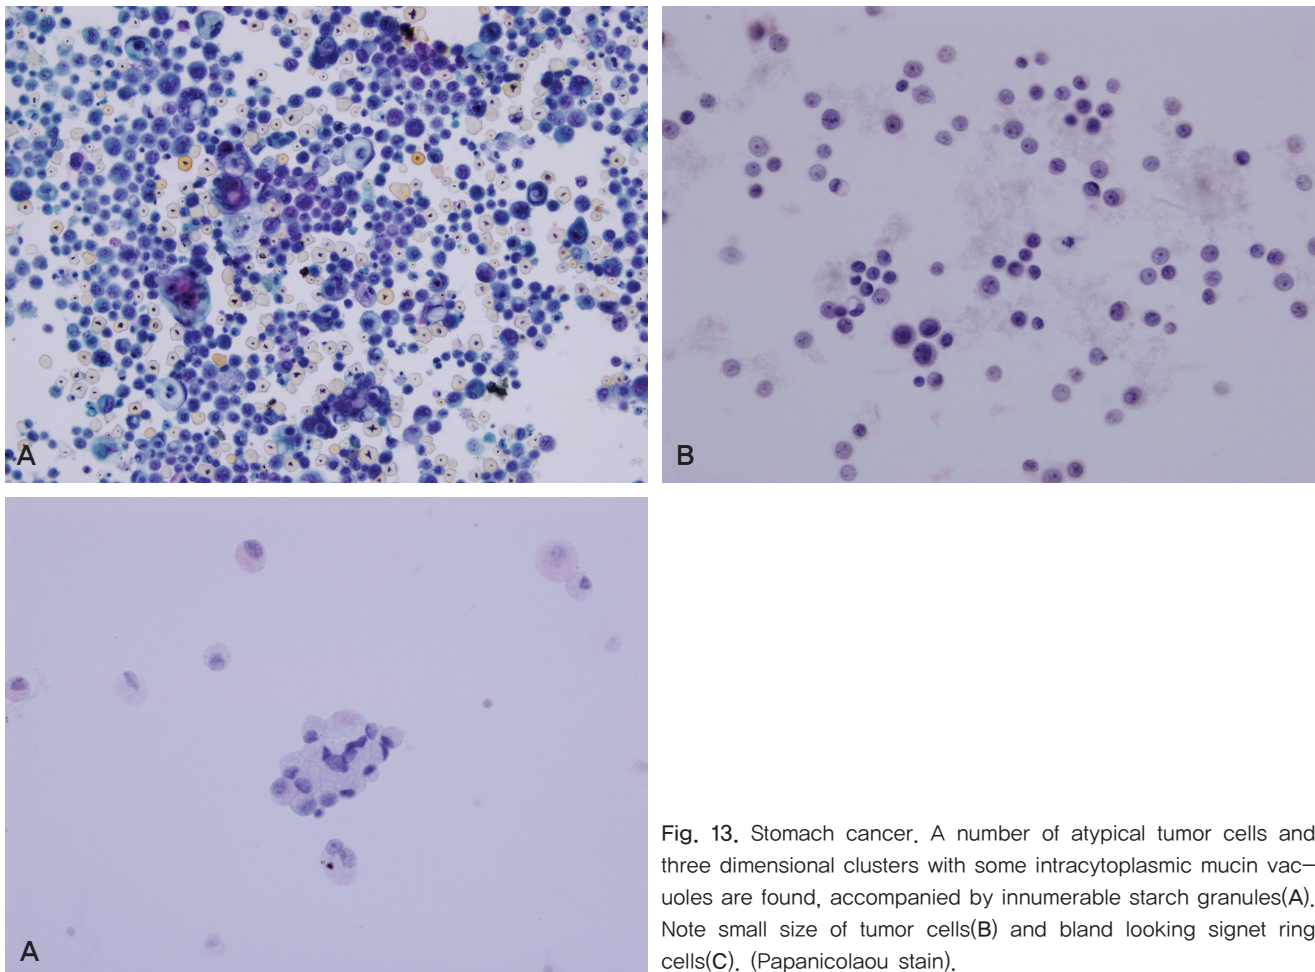 A
B
A
Fig. 13. Stomach cancer. A number of atypical tumor cells and
three dimensional clusters with some intracytoplasmic mucin vac-
uoles are found, accompanied by innumerable starch granules(A).
Note small size of tumor cells(B) and bland looking signet ring
cells(C). (Papanicolaou stain).